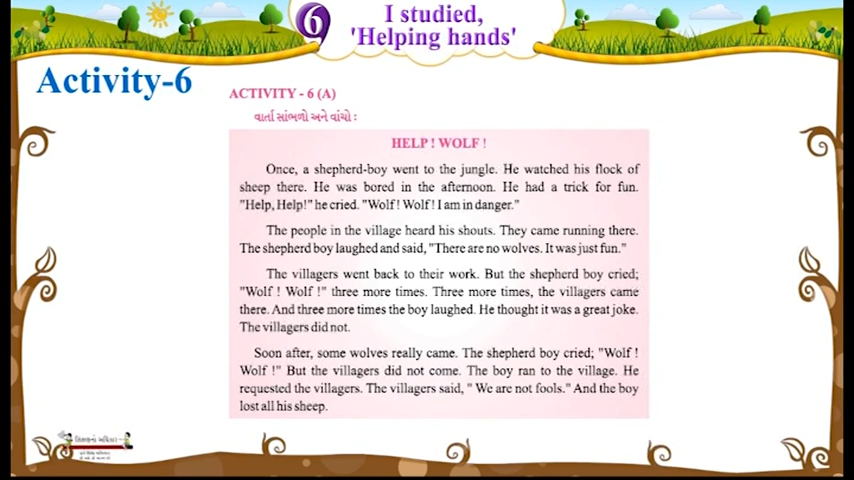 6
I studied,
'Helping hands'
Activity-6
ACTIVITY - 6 (A)
વાર્તા સાંભળો અને વાંચો :
HELP ! WOLF !
Once, a shepherd-boy went to the jungle. He watched his flock of
sheep there. He was bored in the afternoon. He had a trick for fun.
"Help, Help!" he cried. "Wolf ! Wolf ! I am in danger."
The people in the village heard his shouts. They came running there.
The shepherd boy laughed and said, "There are no wolves. It was just fun."
The villagers went back to their work. But the shepherd boy cried;
"Wolf ! Wolf !" three more times. Three more times, the villagers came
there. And three more times the boy laughed. He thought it was a great joke.
The villagers did not.
Soon after, some wolves really came. The shepherd boy cried; "Wolf !
Wolf !" But the villagers did not come. The boy ran to the village. He
requested the villagers. The villagers said, " We are not fools." And the boy
lost all his sheep.